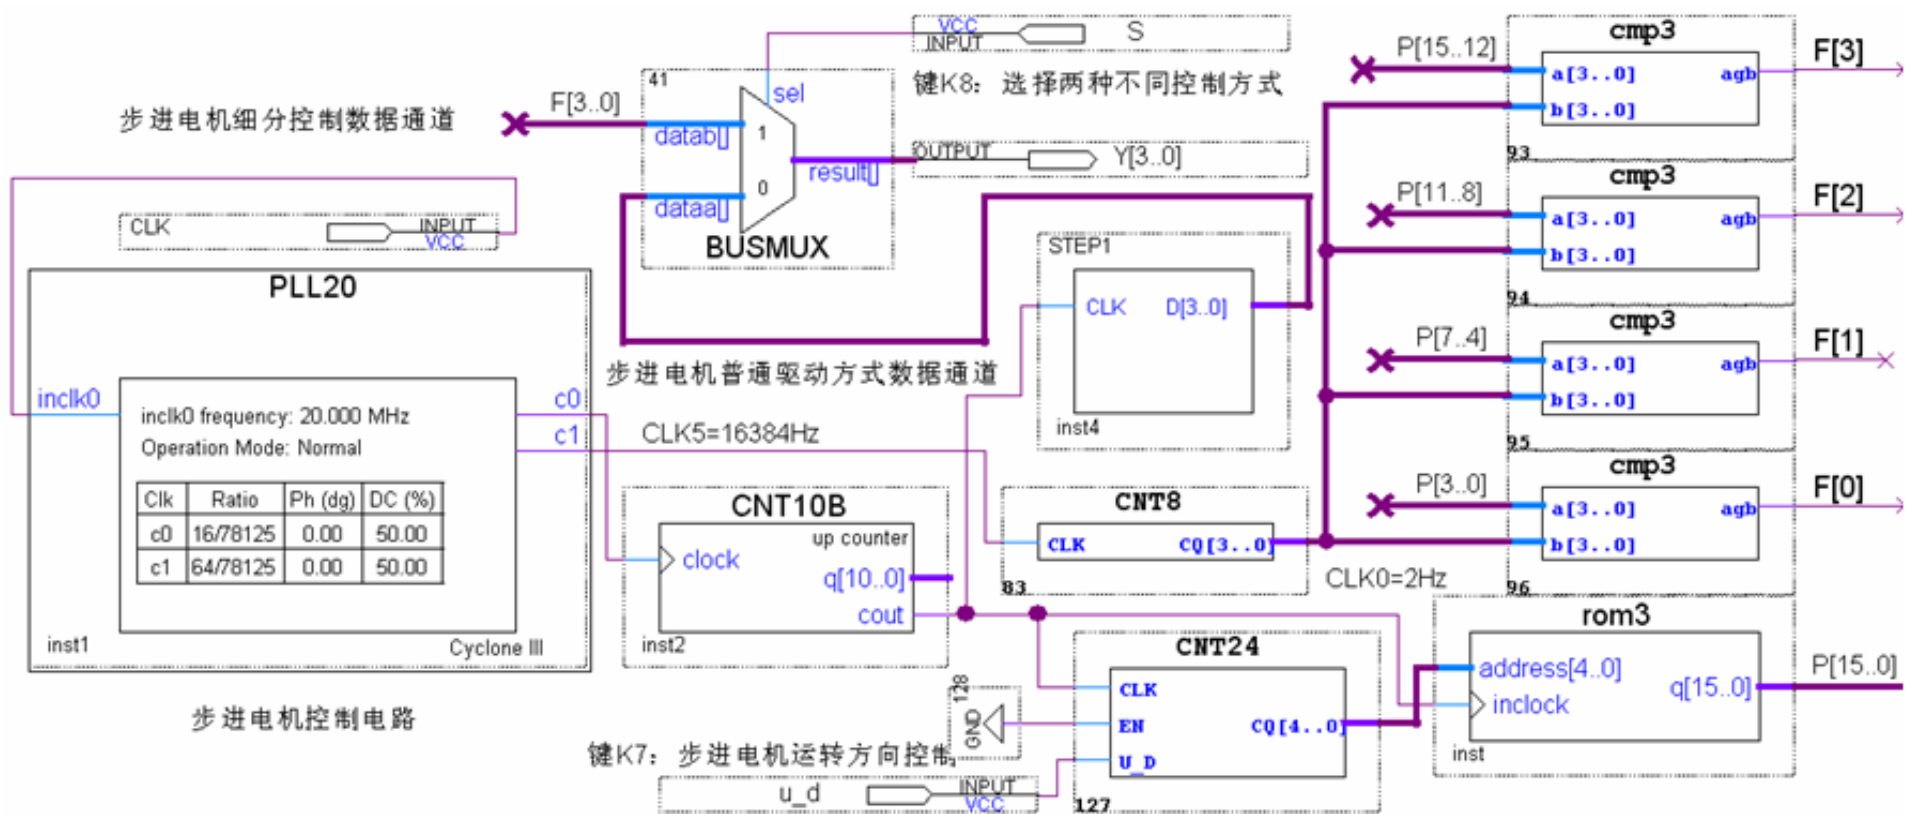 VCC
INPUT
S
键K8：选择两种不同控制方式
41
sel
F[3..0]
步进电机细分控制数据通道
datab[]
1
0
dataa[]
result[]
BUSMUX
OUTPUT
Y[3..0]
CLK
INPUT
VCC
步进电机普通驱动方式数据通道
PLL20
inclk0
inclk0 frequency: 20.000 MHz
Operation Mode: Normal
Clk Ratio Ph (dg) DC (%)
c0 16/78125 0.00 50.00
c1 64/78125 0.00 50.00
c0
c1
inst1
Cyclone III
步进电机控制电路
CLK5=16384Hz
STEP1
CLK
D[3..0]
inst4
CNT10B
up counter
clock
q[10..0]
cout
inst2
CNT8
CLK
CQ[3..0]
83
CLK0=2Hz
CNT24
CLK
EN
U_D
CQ[4..0]
127
128
GND
键K7：步进电机运转方向控制
u_d
INPUT
VCC
cmp3
P[15..12]
a[3..0]
b[3..0]
agb
F[3]
93
cmp3
P[11..8]
a[3..0]
b[3..0]
agb
F[2]
94
cmp3
P[7..4]
a[3..0]
b[3..0]
agb
F[1]
95
cmp3
P[3..0]
a[3..0]
b[3..0]
agb
F[0]
96
rom3
address[4..0]
inclock
q[15..0]
inst
P[15..0]